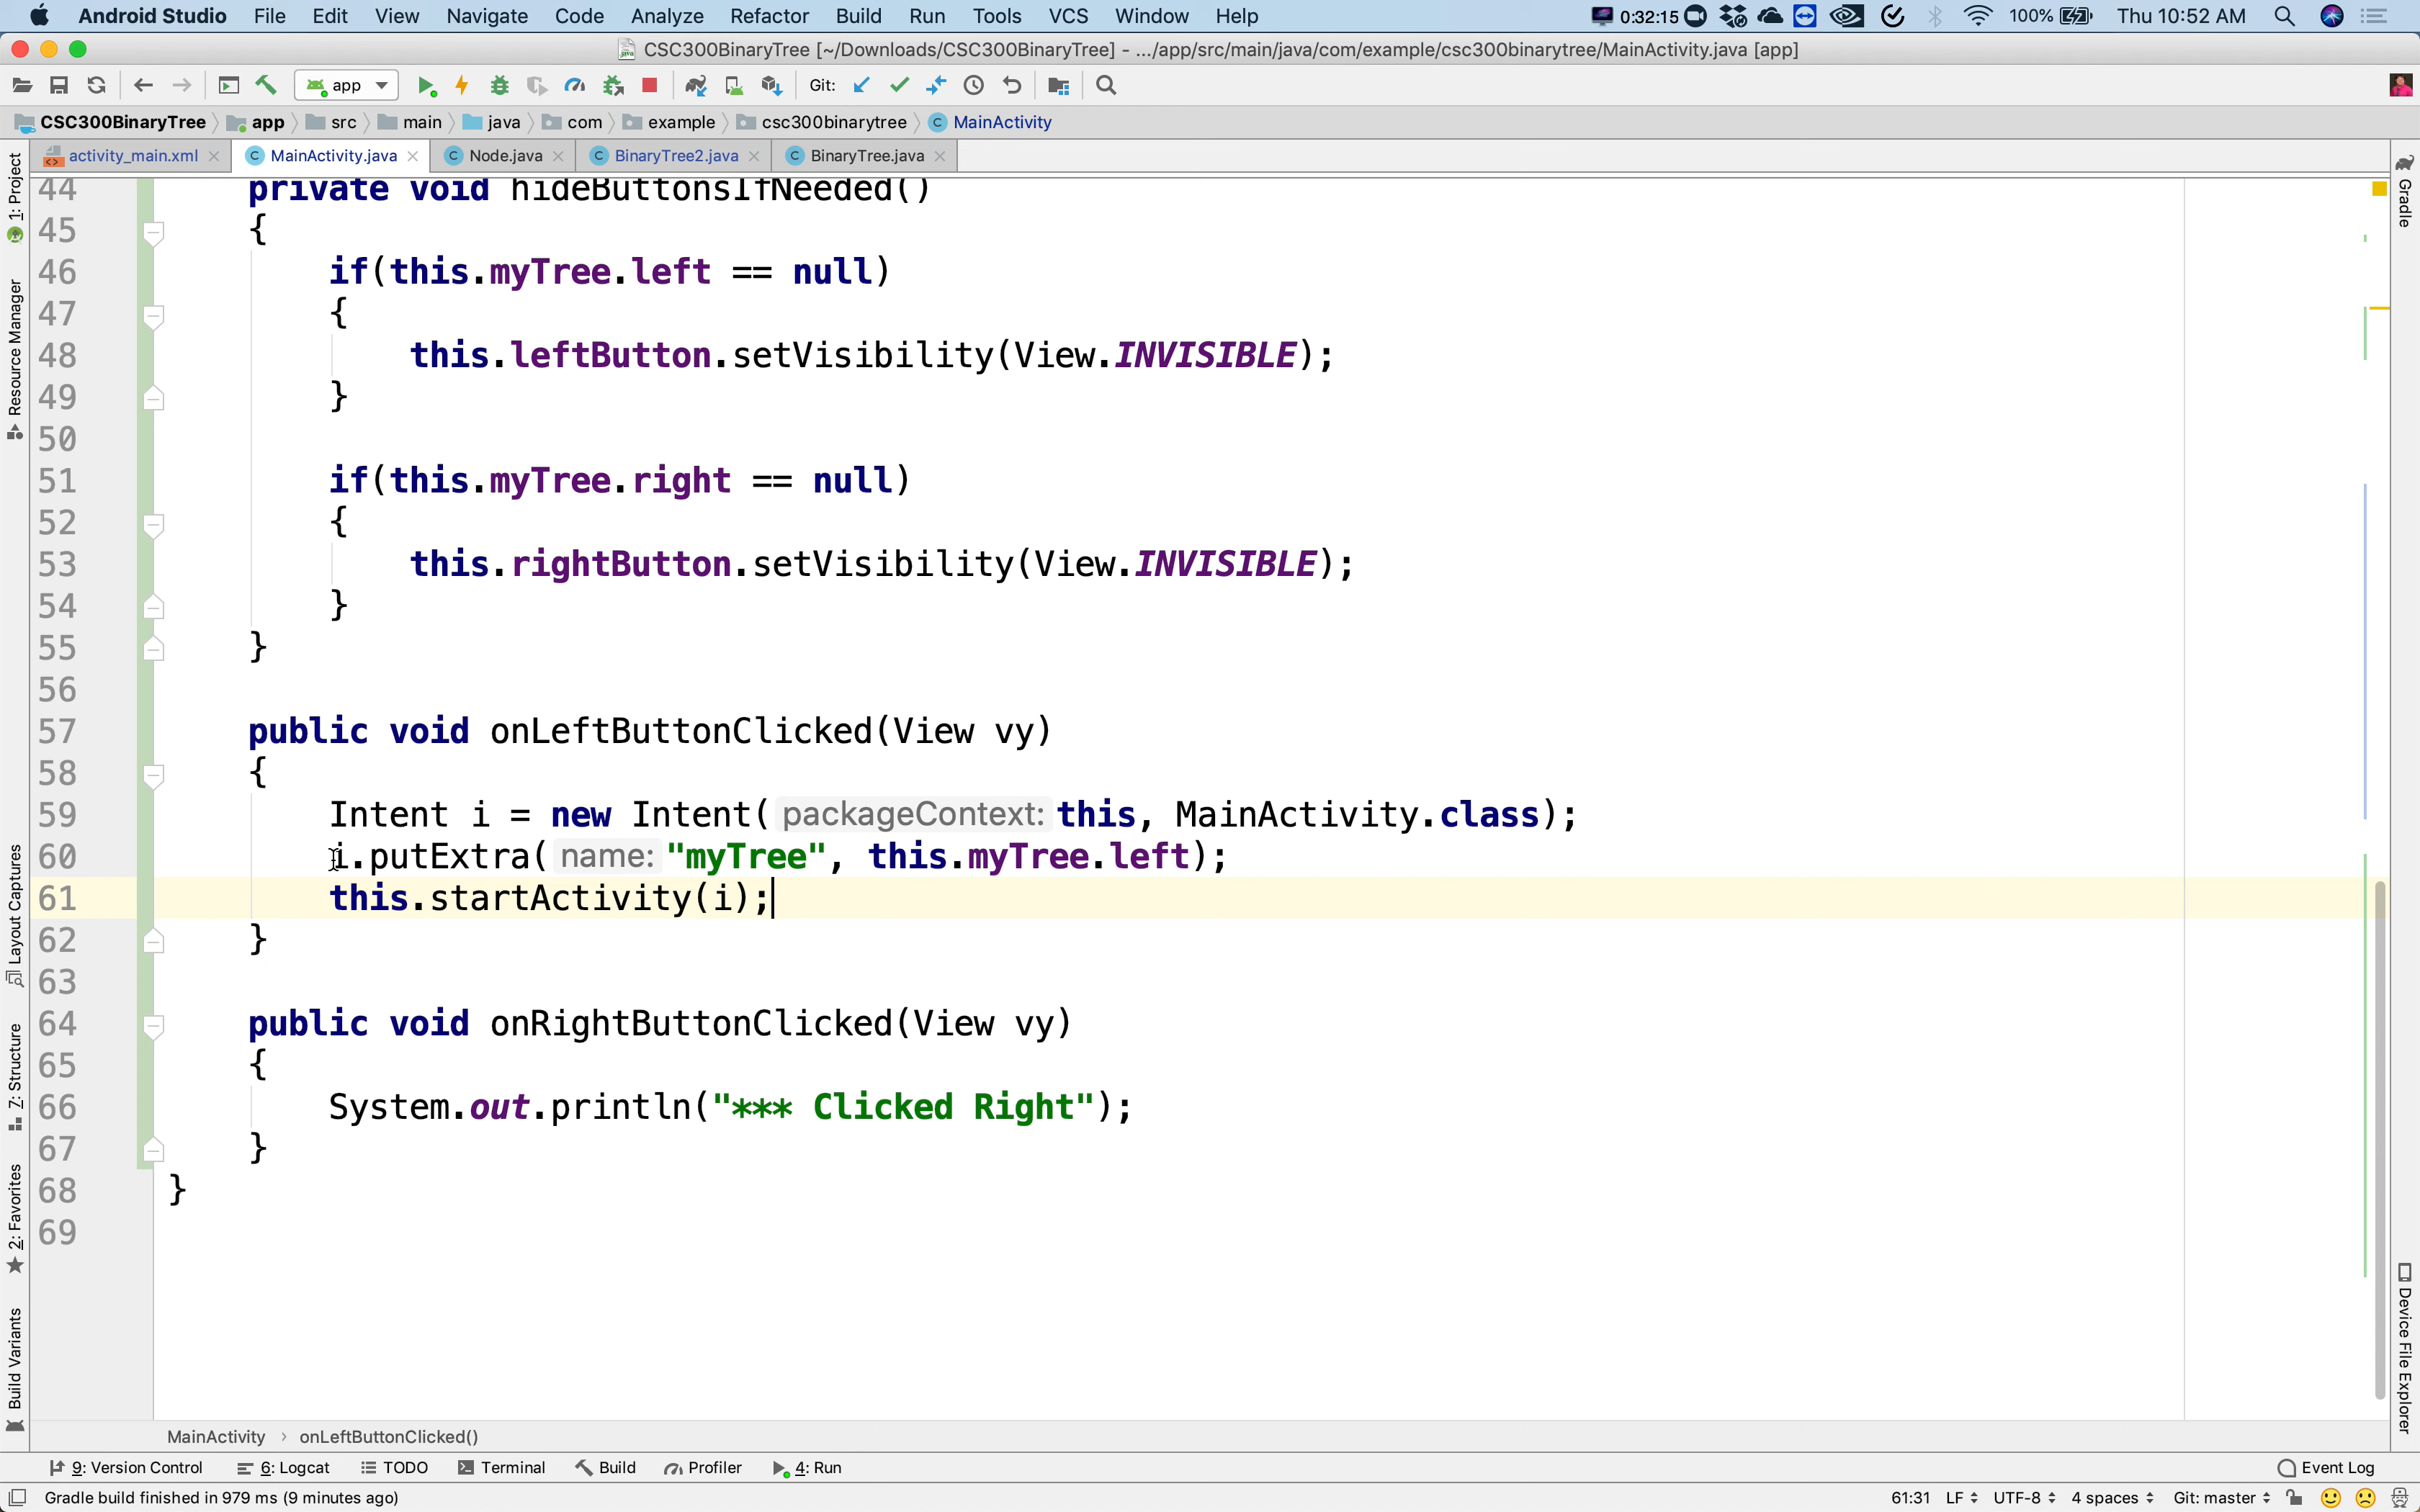 Android Studio File Edit View Navigate Code Analyze Refactor Build Run Tools VCS Window Help 0:32:15 100% Thu 10:52 AM
CSC300BinaryTree [~/Downloads/CSC300BinaryTree] - .../app/src/main/java/com/example/csc300binarytree/MainActivity.java [app]
app Git:
CSC300BinaryTree app src main java com example csc300binarytree MainActivity
activity_main.xml MainActivity.java Node.java BinaryTree2.java BinaryTree.java
1: Project
Resource Manager
Layout Captures
7: Structure
2: Favorites
Build Variants
Gradle
Device File Explorer
44 private void hideButtonsIfNeeded()
45 {
46 if(this.myTree.left == null)
47 {
48 this.leftButton.setVisibility(View.INVISIBLE);
49 }
50
51 if(this.myTree.right == null)
52 {
53 this.rightButton.setVisibility(View.INVISIBLE);
54 }
55 }
56
57 public void onLeftButtonClicked(View vy)
58 {
59 Intent i = new Intent( packageContext: this, MainActivity.class);
60 i.putExtra( name: "myTree", this.myTree.left);
61 this.startActivity(i);
62 }
63
64 public void onRightButtonClicked(View vy)
65 {
66 System.out.println("*** Clicked Right");
67 }
68 }
69
MainActivity › onLeftButtonClicked()
9: Version Control 6: Logcat TODO Terminal Build Profiler 4: Run Event Log
Gradle build finished in 979 ms (9 minutes ago) 61:31 LF UTF-8 4 spaces Git: master